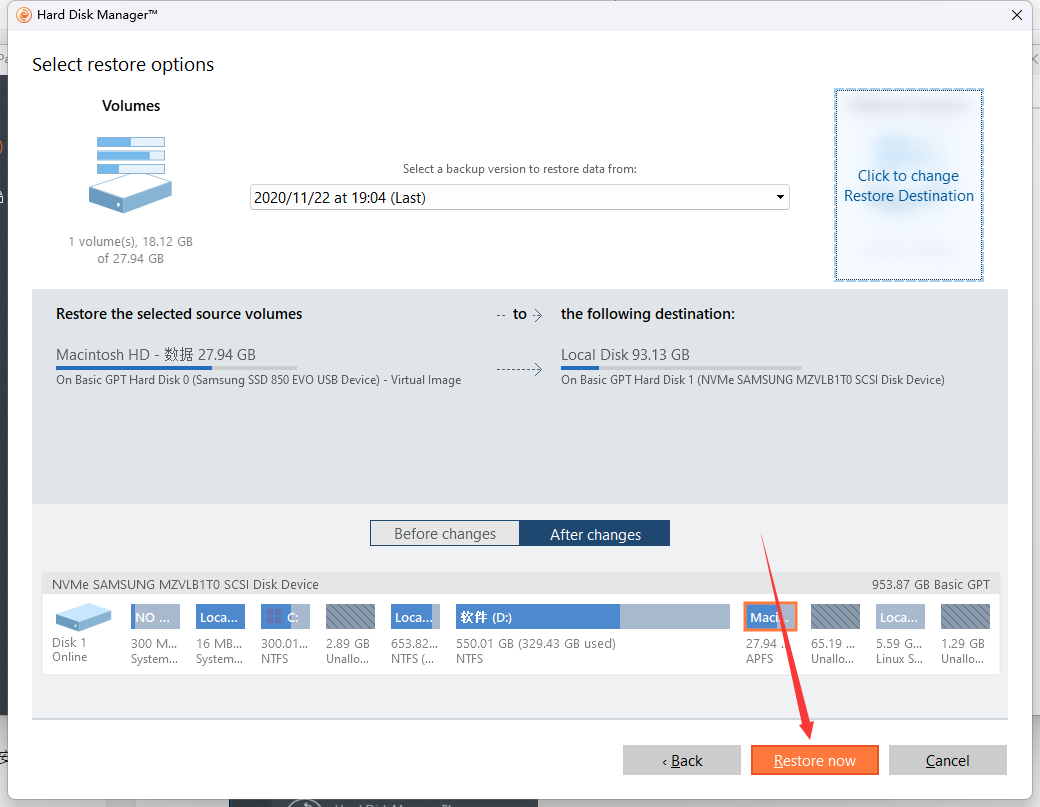 Hard Disk Manager™
Select restore options
Volumes
1 volume(s), 18.12 GB
of 27.94 GB
Select a backup version to restore data from:
2020/11/22 at 19:04 (Last)
Click to change
Restore Destination
Restore the selected source volumes
-- to
the following destination:
Macintosh HD - 数据 27.94 GB
On Basic GPT Hard Disk 0 (Samsung SSD 850 EVO USB Device) - Virtual Image
Local Disk 93.13 GB
On Basic GPT Hard Disk 1 (NVMe SAMSUNG MZVLB1T0 SCSI Disk Device)
Before changes
After changes
NVMe SAMSUNG MZVLB1T0 SCSI Disk Device
953.87 GB Basic GPT
Disk 1
Online
NO ...
300 M...
System...
Loca...
16 MB...
System...
C:
300.01...
NTFS
2.89 GB
Unallo...
Loca...
653.82...
NTFS (...
软件 (D:)
550.01 GB (329.43 GB used)
NTFS
Maci...
27.94 ...
APFS
65.19 ...
Unallo...
Loca...
5.59 G...
Linux S...
1.29 GB
Unallo...
‹ Back
Restore now
Cancel